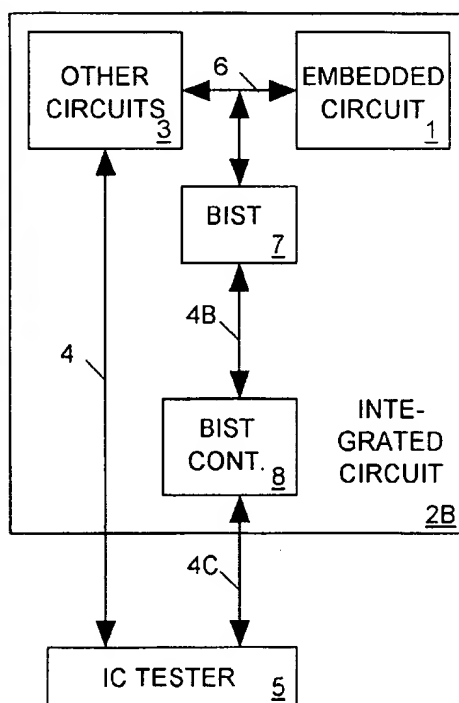 OTHER
CIRCUITS
3
6
EMBEDDED
CIRCUIT
1
BIST
7
4B
4
BIST
CONT.
8
INTE-
GRATED
CIRCUIT
2B
4C
IC TESTER
5